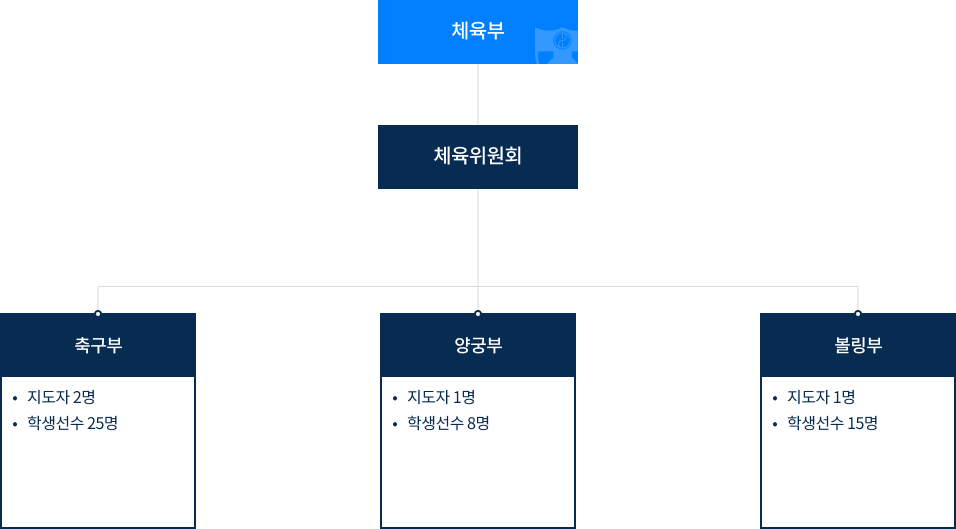 체육부
체육위원회
축구부
• 지도자 2명
• 학생선수 25명
양궁부
• 지도자 1명
• 학생선수 8명
볼링부
• 지도자 1명
• 학생선수 15명